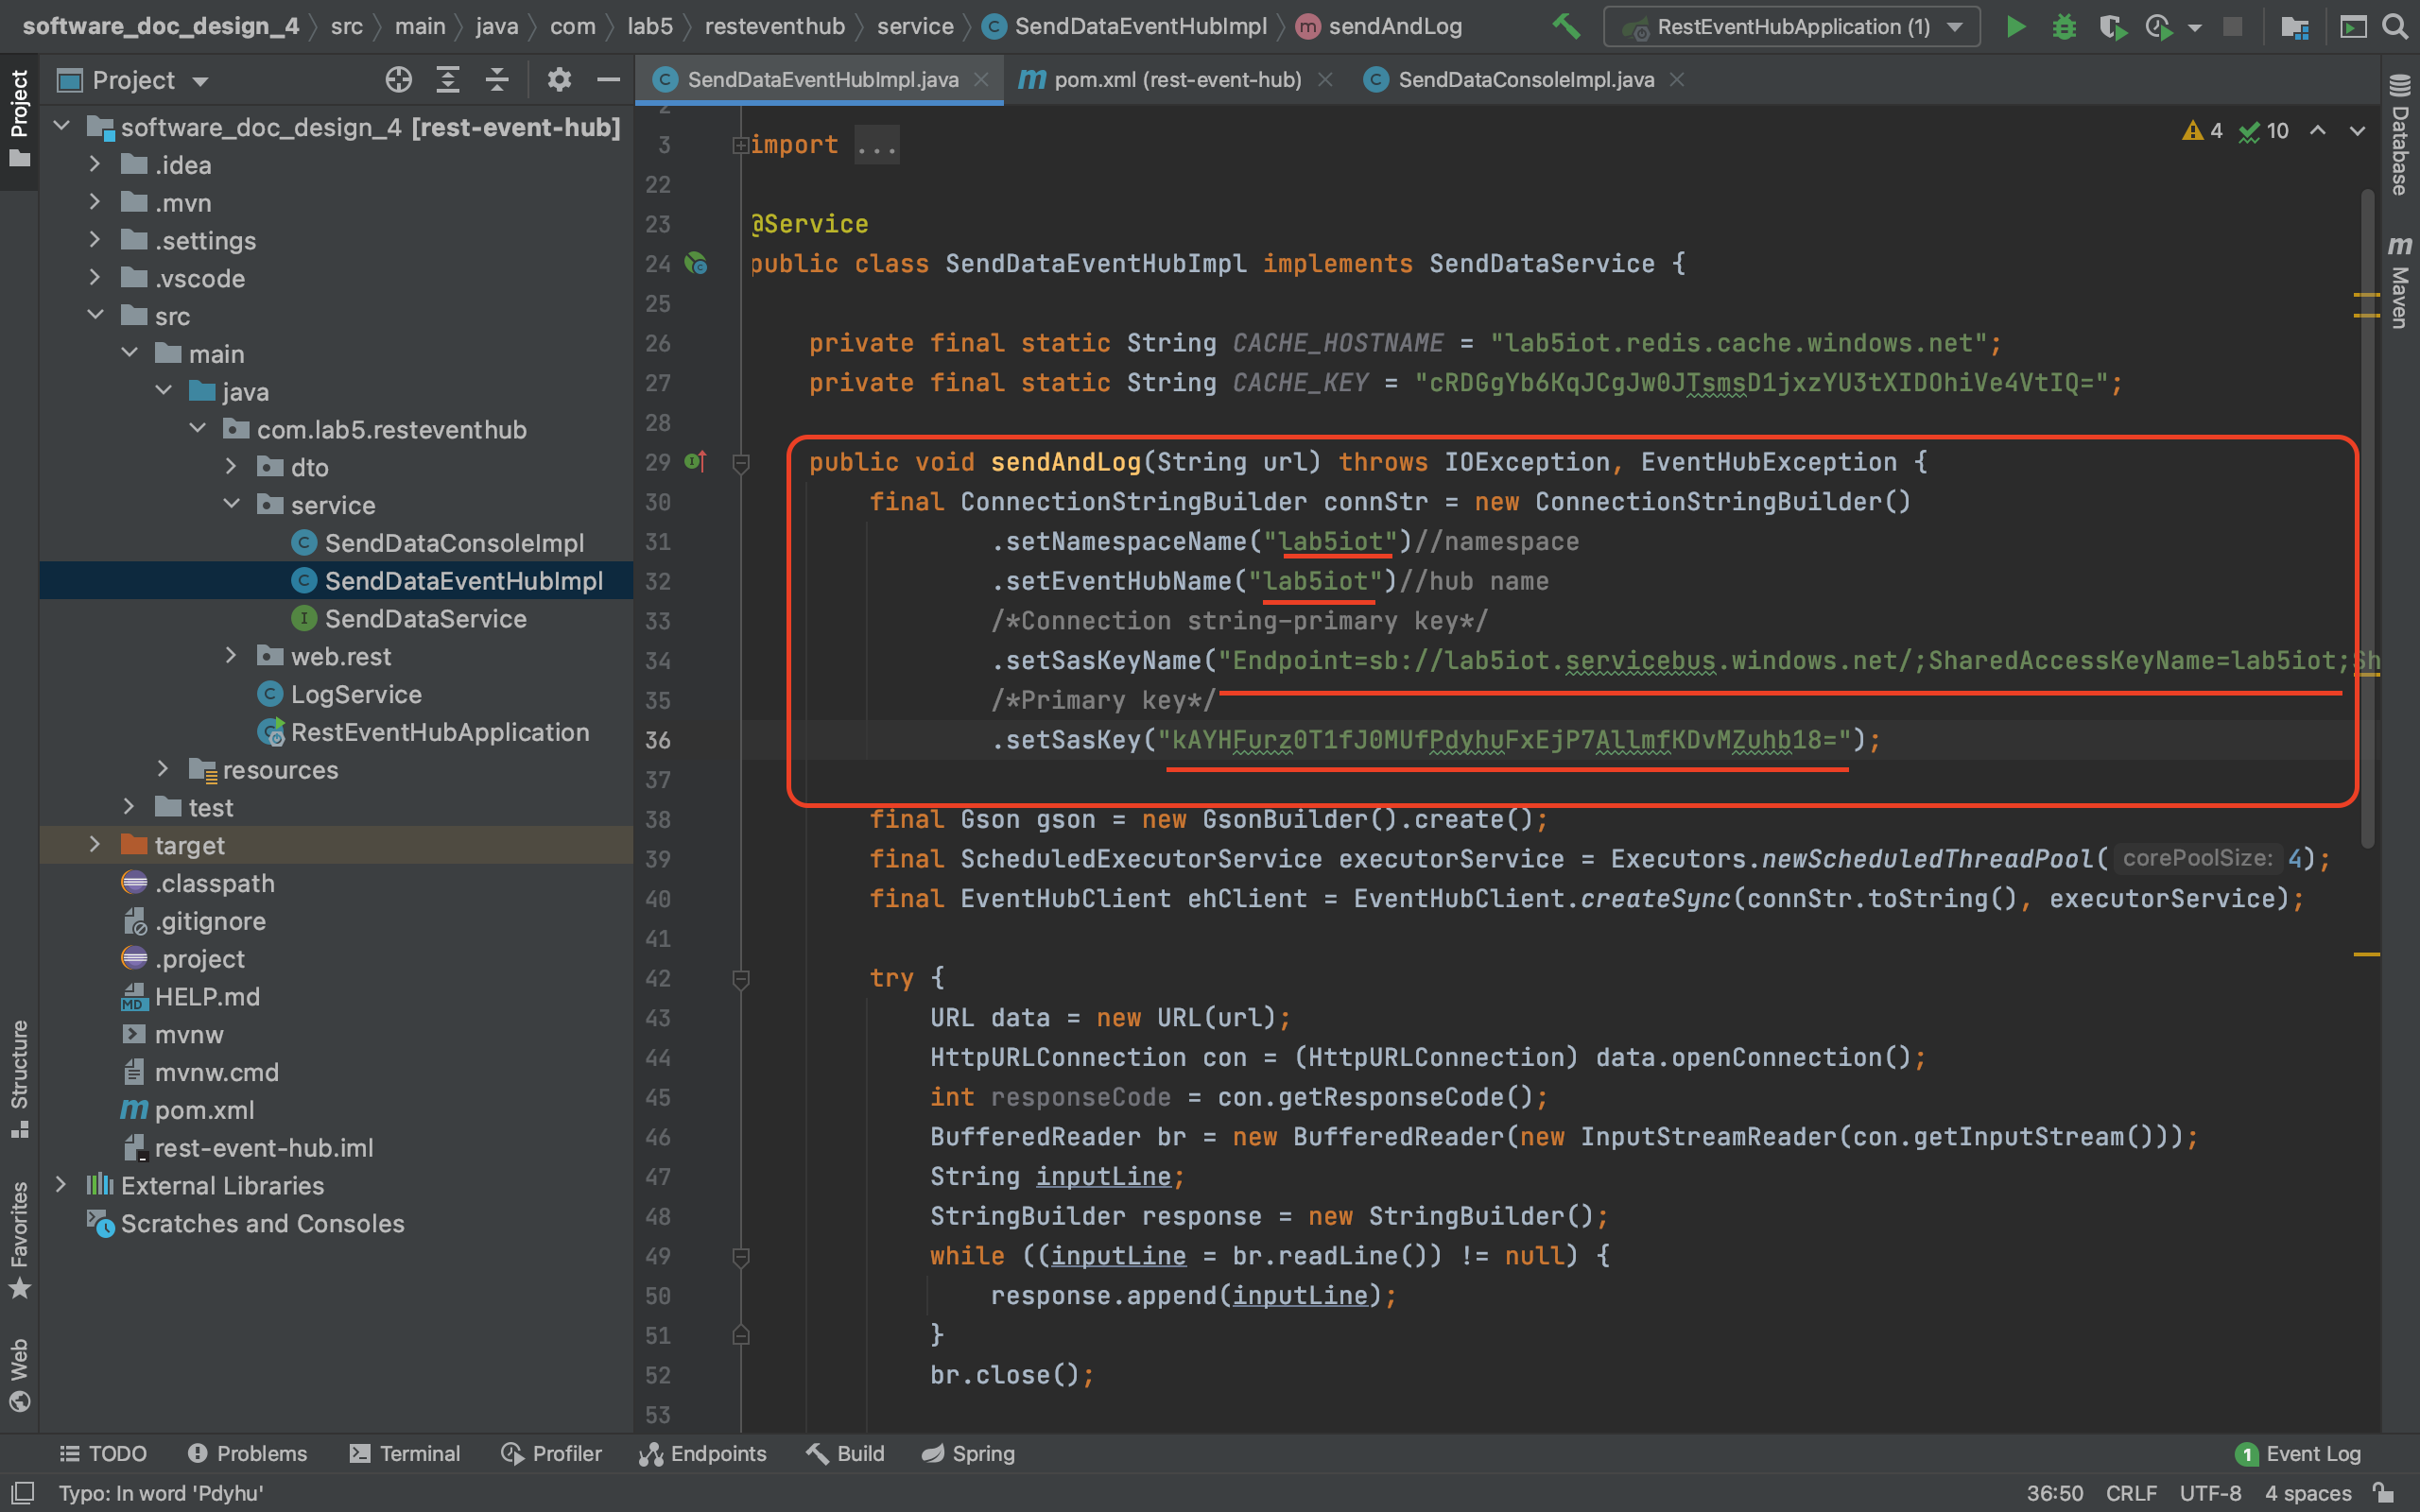 software_doc_design_4 〉 src 〉 main 〉 java 〉 com 〉 lab5 〉 resteventhub 〉 service 〉 SendDataEventHubImpl 〉 sendAndLog
RestEventHubApplication (1)
Project
SendDataEventHubImpl.java
pom.xml (rest-event-hub)
SendDataConsoleImpl.java
Project
Structure
Favorites
Web
Database
Maven
software_doc_design_4 [rest-event-hub]
.idea
.mvn
.settings
.vscode
src
main
java
com.lab5.resteventhub
dto
service
SendDataConsoleImpl
SendDataEventHubImpl
SendDataService
web.rest
LogService
RestEventHubApplication
resources
test
target
.classpath
.gitignore
.project
HELP.md
mvnw
mvnw.cmd
pom.xml
rest-event-hub.iml
External Libraries
Scratches and Consoles
4 10
2
3 import ...
22
23 @Service
24 public class SendDataEventHubImpl implements SendDataService {
25
26 private final static String CACHE_HOSTNAME = "lab5iot.redis.cache.windows.net";
27 private final static String CACHE_KEY = "cRDGgYb6KqJCgJw0JTsmsD1jxzYU3tXIDOhiVe4VtIQ=";
28
29 public void sendAndLog(String url) throws IOException, EventHubException {
30 final ConnectionStringBuilder connStr = new ConnectionStringBuilder()
31 .setNamespaceName("lab5iot")//namespace
32 .setEventHubName("lab5iot")//hub name
33 /*Connection string-primary key*/
34 .setSasKeyName("Endpoint=sb://lab5iot.servicebus.windows.net/;SharedAccessKeyName=lab5iot;Sh
35 /*Primary key*/
36 .setSasKey("kAYHFurz0T1fJ0MUfPdyhuFxEjP7AllmfKDvMZuhb18=");
37
38 final Gson gson = new GsonBuilder().create();
39 final ScheduledExecutorService executorService = Executors.newScheduledThreadPool( corePoolSize: 4);
40 final EventHubClient ehClient = EventHubClient.createSync(connStr.toString(), executorService);
41
42 try {
43 URL data = new URL(url);
44 HttpURLConnection con = (HttpURLConnection) data.openConnection();
45 int responseCode = con.getResponseCode();
46 BufferedReader br = new BufferedReader(new InputStreamReader(con.getInputStream()));
47 String inputLine;
48 StringBuilder response = new StringBuilder();
49 while ((inputLine = br.readLine()) != null) {
50 response.append(inputLine);
51 }
52 br.close();
53
TODO Problems Terminal Profiler Endpoints Build Spring 1 Event Log
Typo: In word 'Pdyhu' 36:50 CRLF UTF-8 4 spaces